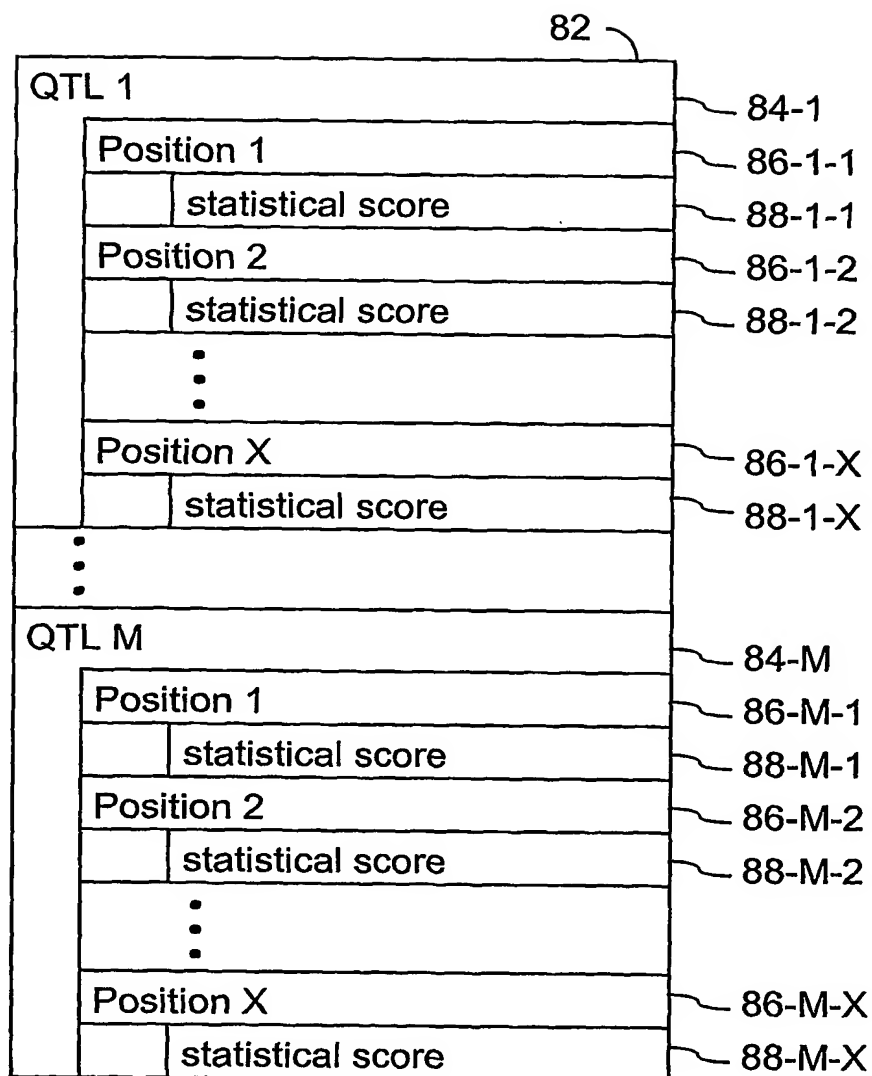 82
QTL 1 84-1
Position 1 86-1-1
statistical score 88-1-1
Position 2 86-1-2
statistical score 88-1-2
Position X 86-1-X
statistical score 88-1-X
QTL M 84-M
Position 1 86-M-1
statistical score 88-M-1
Position 2 86-M-2
statistical score 88-M-2
Position X 86-M-X
statistical score 88-M-X